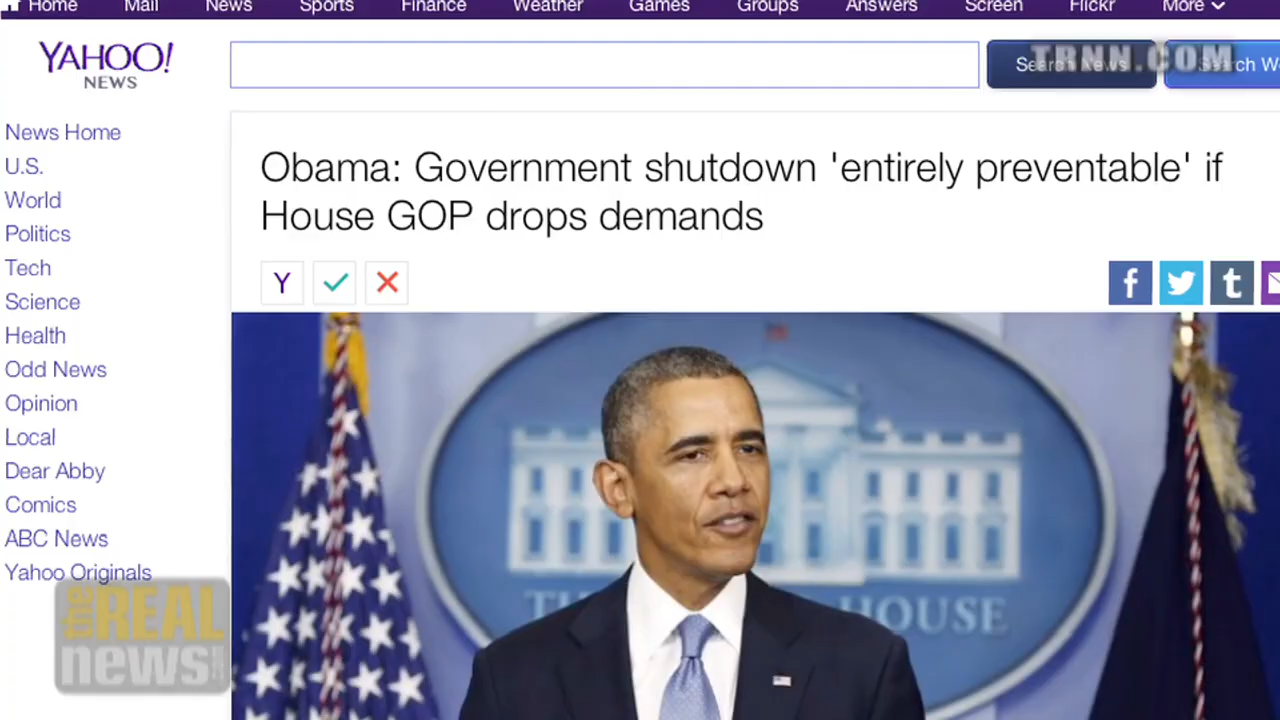 Home Mail News Sports Finance Weather Games Groups Answers Screen Flickr More
YAHOO!
NEWS
Search News
Search We
TRNN.COM
News Home
U.S.
World
Politics
Tech
Science
Health
Odd News
Opinion
Local
Dear Abby
Comics
ABC News
Yahoo Originals
Obama: Government shutdown 'entirely preventable' if
House GOP drops demands
Y
f
t
HOUSE
the REAL
news